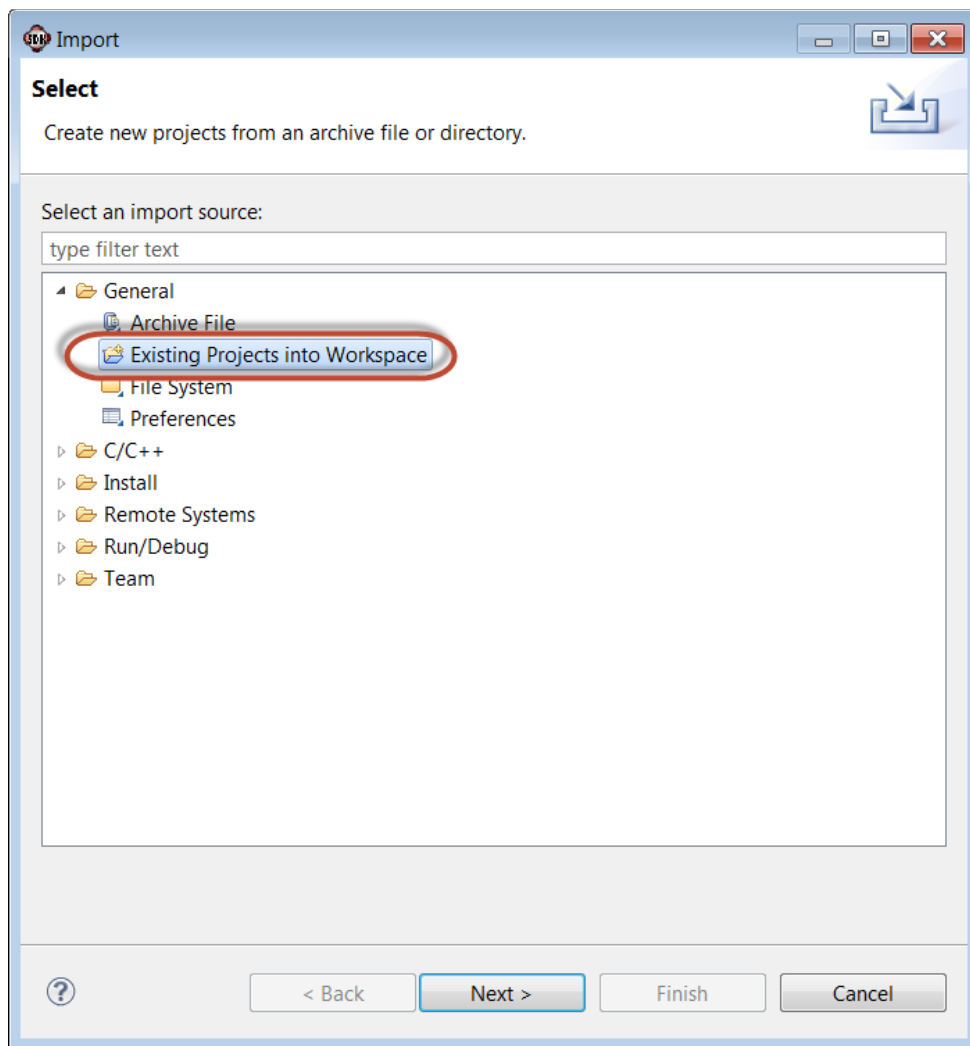 SDK Import
Select
Create new projects from an archive file or directory.
Select an import source:
type filter text
General
Archive File
Existing Projects into Workspace
File System
Preferences
C/C++
Install
Remote Systems
Run/Debug
Team
? < Back Next > Finish Cancel